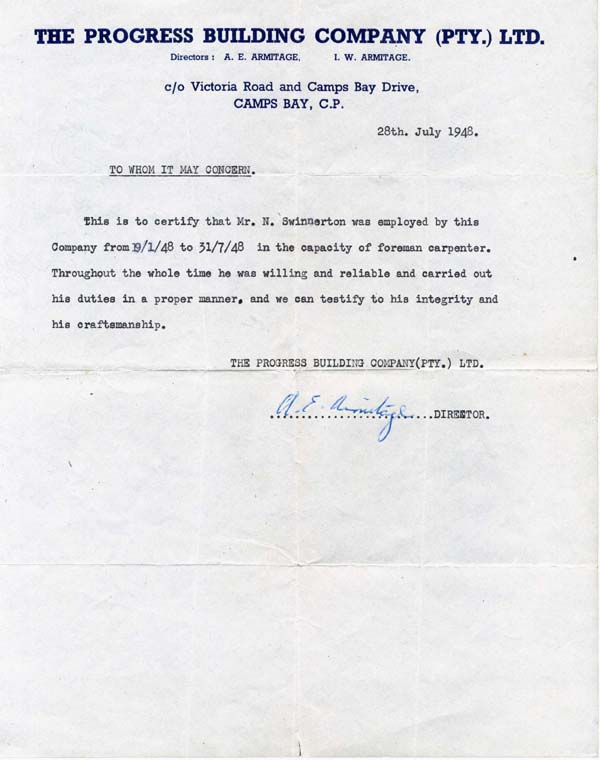 THE PROGRESS BUILDING COMPANY (PTY.) LTD.
Directors : A. E. ARMITAGE, I. W. ARMITAGE.
c/o Victoria Road and Camps Bay Drive,
CAMPS BAY, C.P.
28th. July 1948.
TO WHOM IT MAY CONCERN.
This is to certify that Mr. N. Swinnerton was employed by this
Company from 19/1/48 to 31/7/48 in the capacity of foreman carpenter.
Throughout the whole time he was willing and reliable and carried out
his duties in a proper manner, and we can testify to his integrity and
his craftsmanship.
THE PROGRESS BUILDING COMPANY(PTY.) LTD.
A. E. Armitage DIRECTOR.